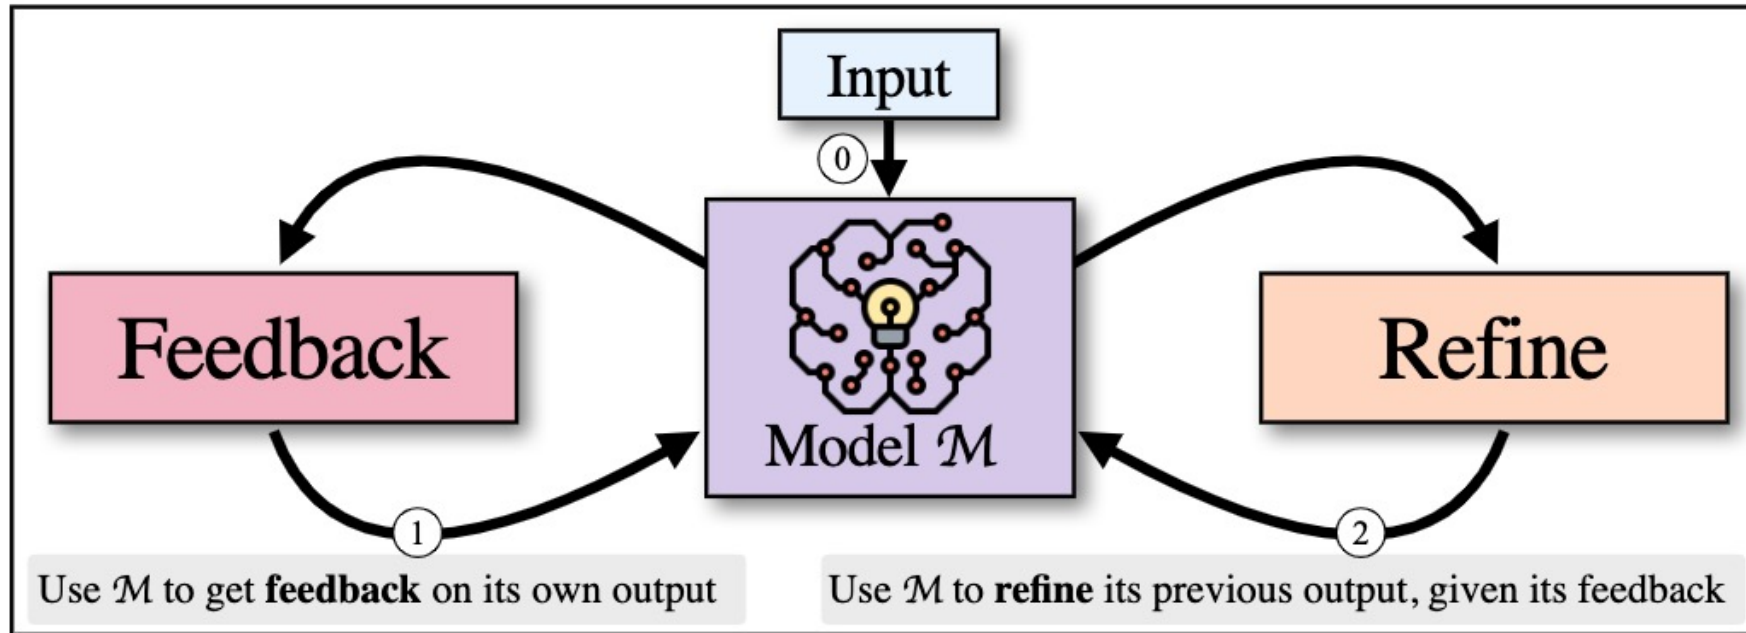 Input
0
Feedback
Model ℳ
Refine
1
2
Use ℳ to get feedback on its own output
Use ℳ to refine its previous output, given its feedback